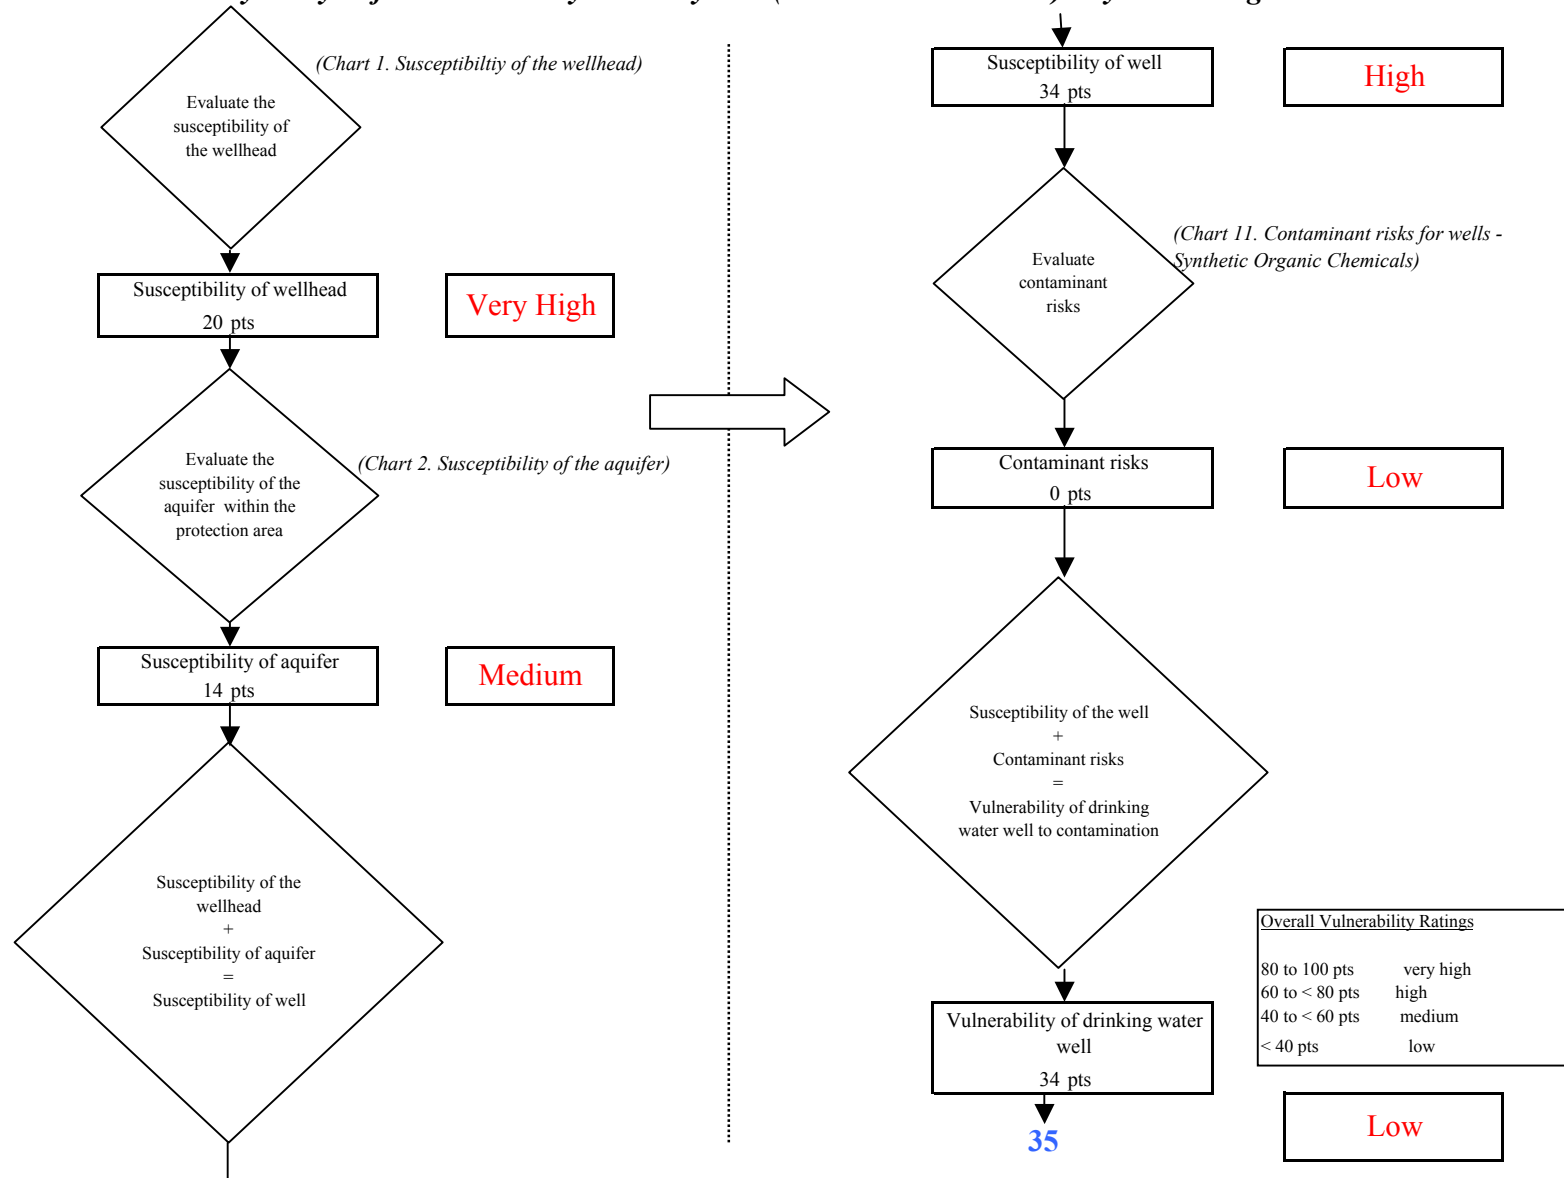 (Chart 1. Susceptibiltiy of the wellhead)
Evaluate the
susceptibility of
the wellhead
Susceptibility of wellhead
20 pts
Very High
Evaluate the
susceptibility of the
aquifer within the
protection area
(Chart 2. Susceptibility of the aquifer)
Susceptibility of aquifer
14 pts
Medium
Susceptibility of the
wellhead
+
Susceptibility of aquifer
=
Susceptibility of well
Susceptibility of well
34 pts
High
(Chart 11. Contaminant risks for wells -
Synthetic Organic Chemicals)
Evaluate
contaminant
risks
Contaminant risks
0 pts
Low
Susceptibility of the well
+
Contaminant risks
=
Vulnerability of drinking
water well to contamination
Overall Vulnerability Ratings
80 to 100 pts very high
60 to < 80 pts high
40 to < 60 pts medium
< 40 pts low
Vulnerability of drinking water
well
34 pts
35
Low